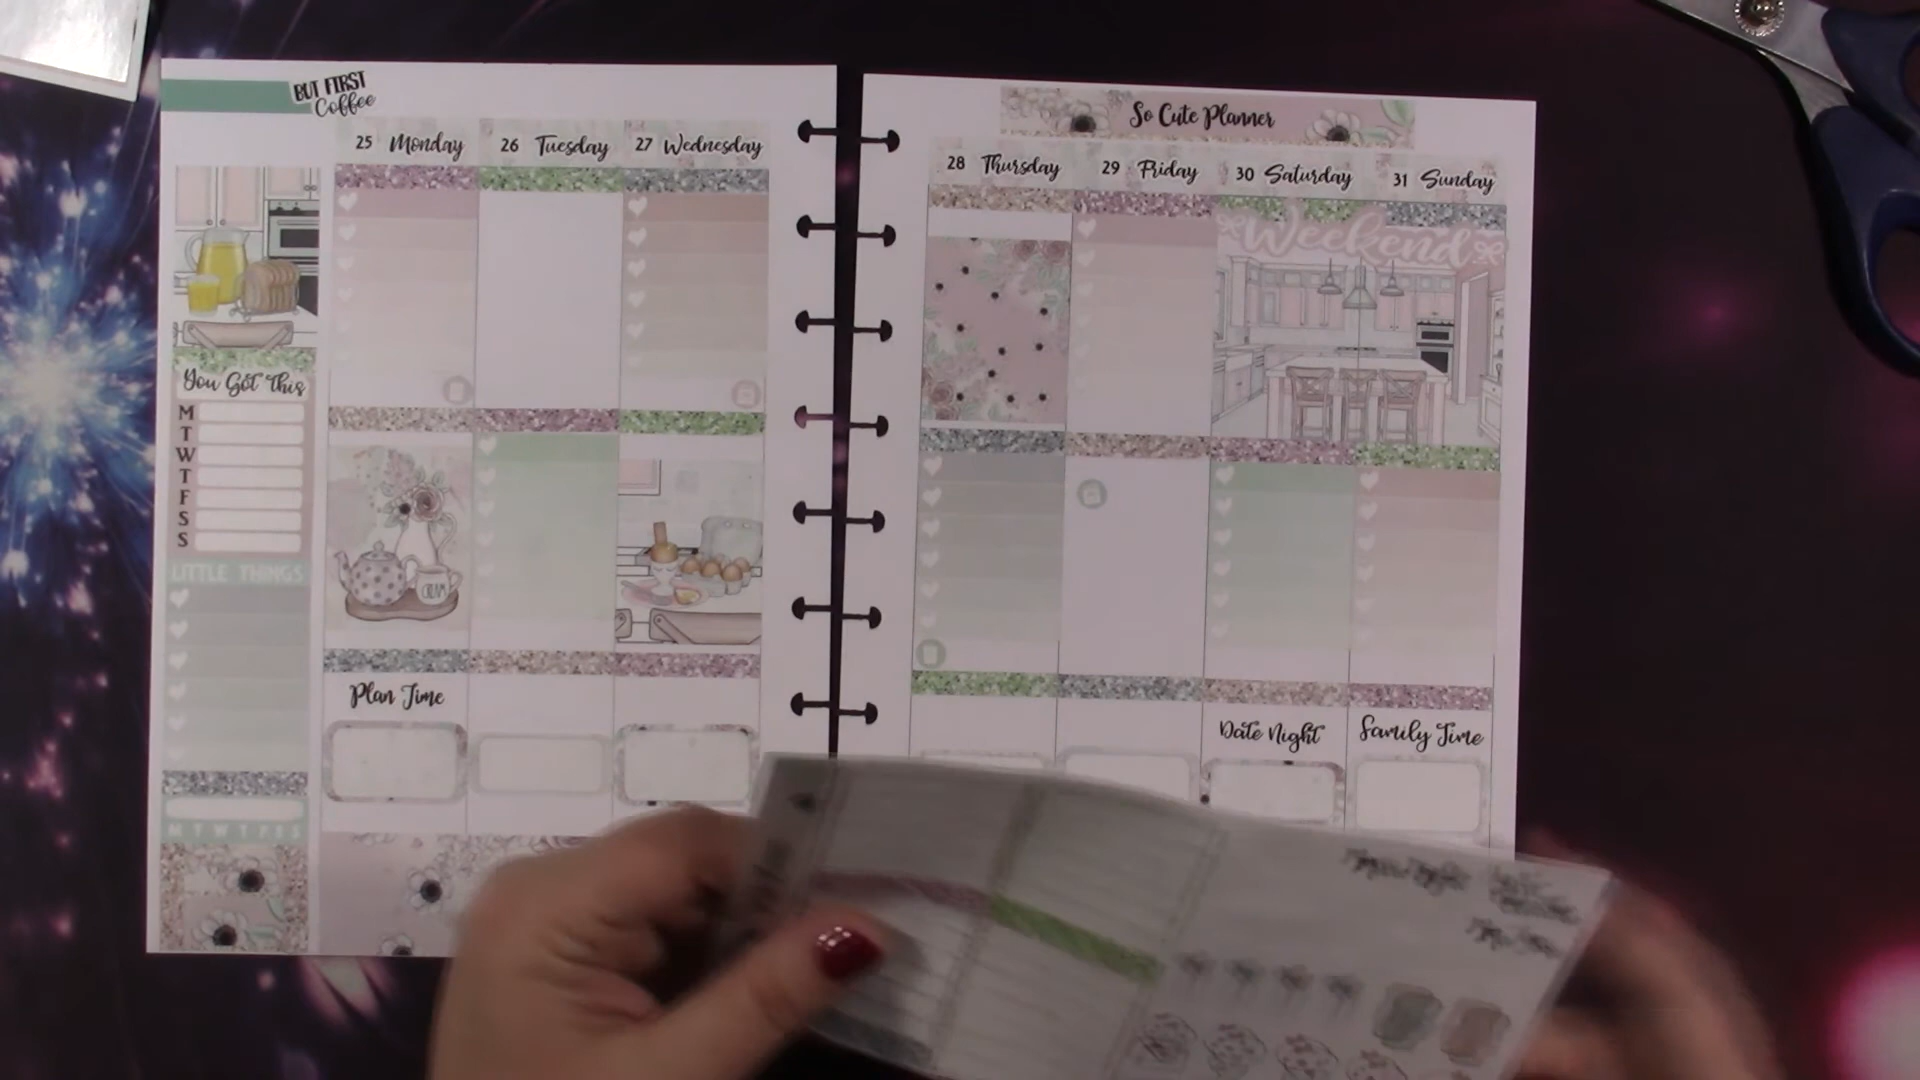 BUT FIRST
Coffee
So Cute Planner
25 Monday
26 Tuesday
27 Wednesday
28 Thursday
29 Friday
30 Saturday
31 Sunday
Weekend
You Got This
M
T
W
T
F
S
S
LITTLE THINGS
CREAM
Plan Time
Date Night
Family Time
M T W T F S S